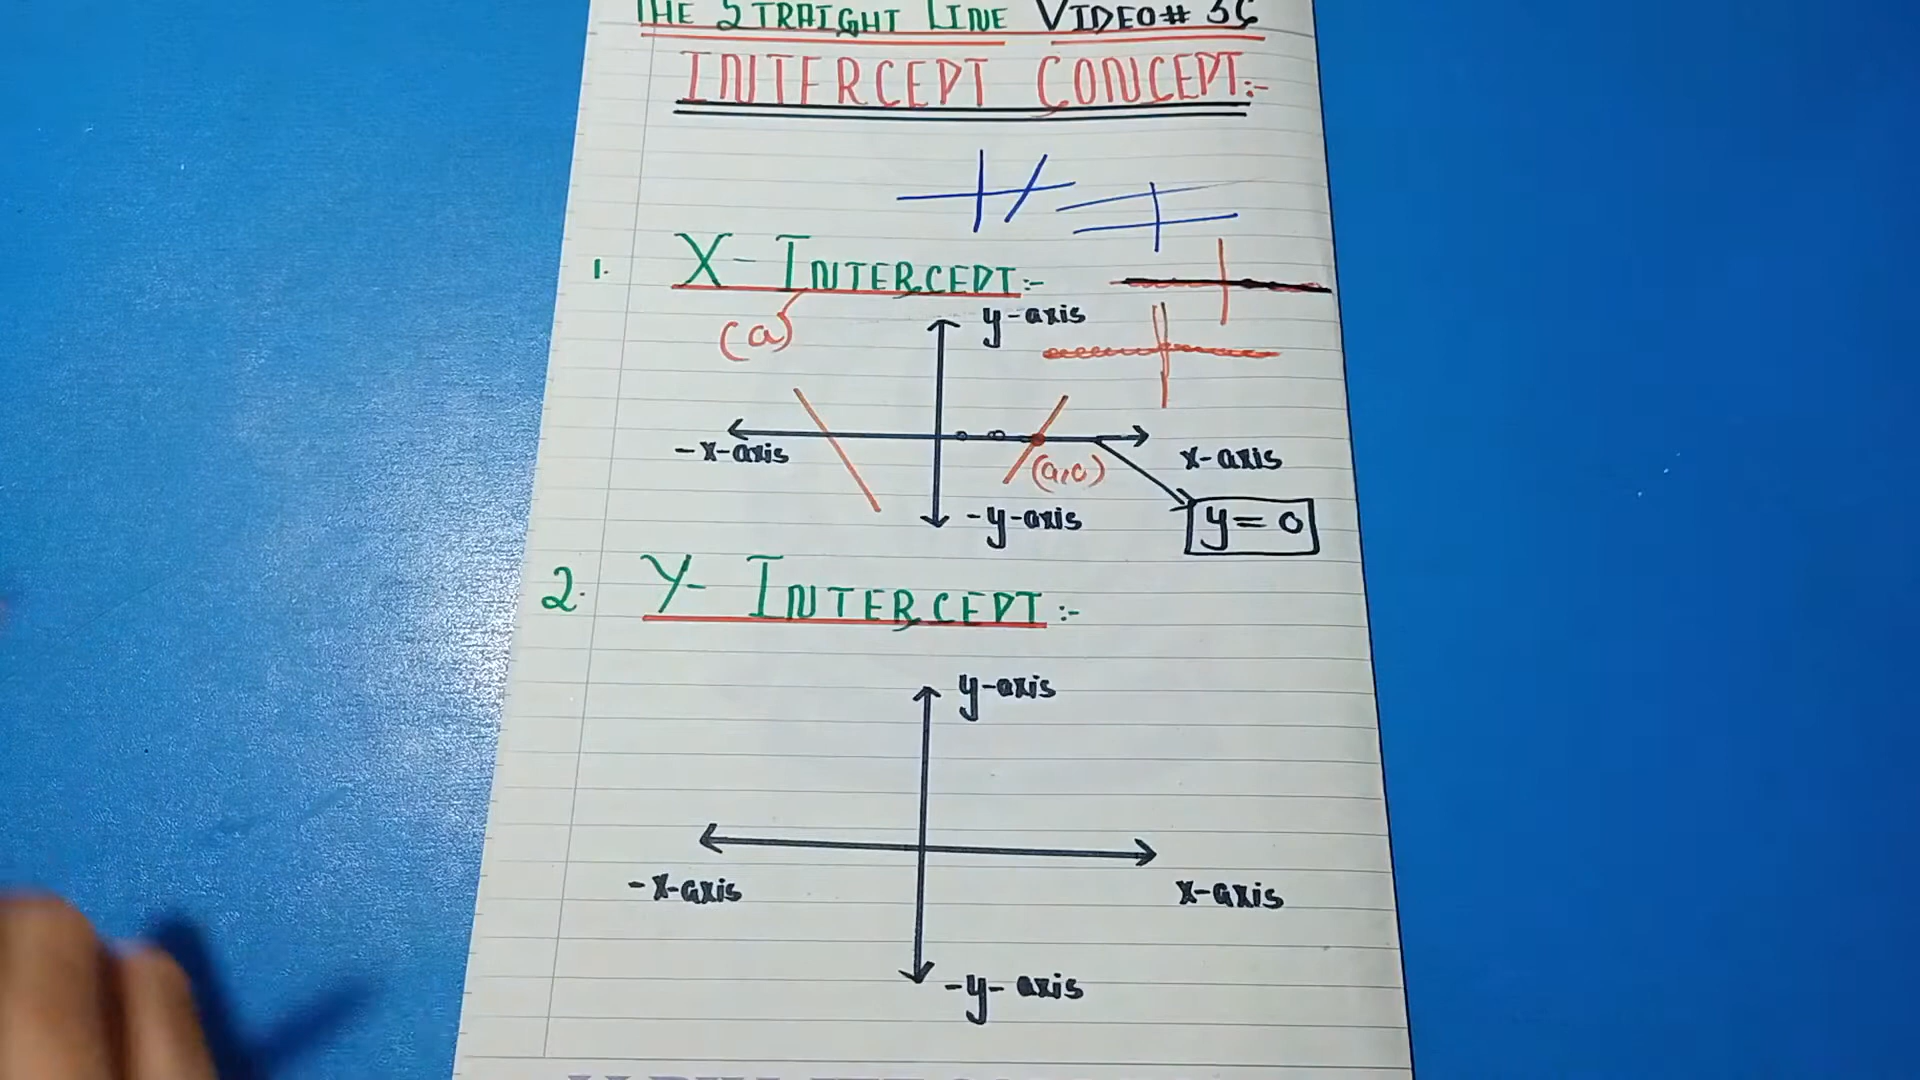 THE STRAIGHT LINE VIDEO#
INTERCEPT CONCEPT:-
1. X-INTERCEPT:-
(a)
y-axis
-x-axis
x-axis
(a,0)
-y-axis
y=0
2. Y-INTERCEPT:-
y-axis
-x-axis
x-axis
-y-axis